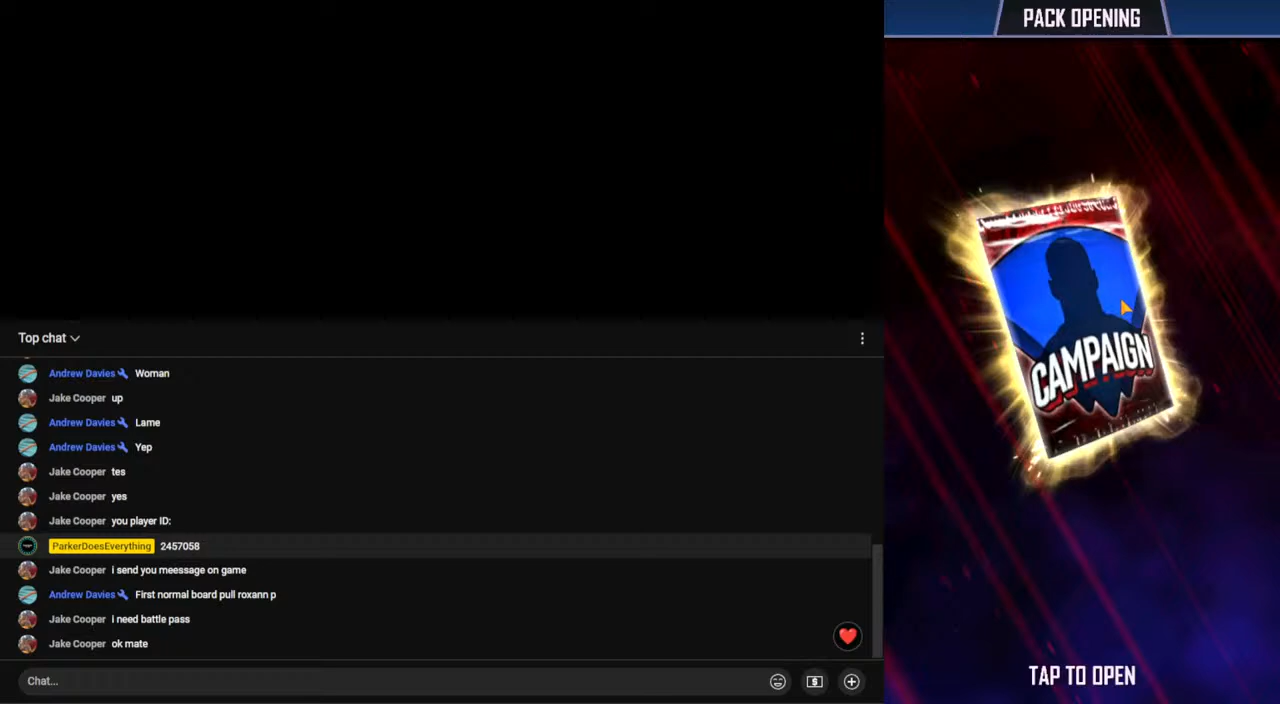 PACK OPENING
Top chat
Andrew Davies Woman
Jake Cooper up
Andrew Davies Lame
Andrew Davies Yep
Jake Cooper tes
Jake Cooper yes
Jake Cooper you player ID:
ParkerDoesEverything 2457058
Jake Cooper i send you meessage on game
Andrew Davies First normal board pull roxann p
Jake Cooper i need battle pass
Jake Cooper ok mate
Chat...
CAMPAIGN
TAP TO OPEN